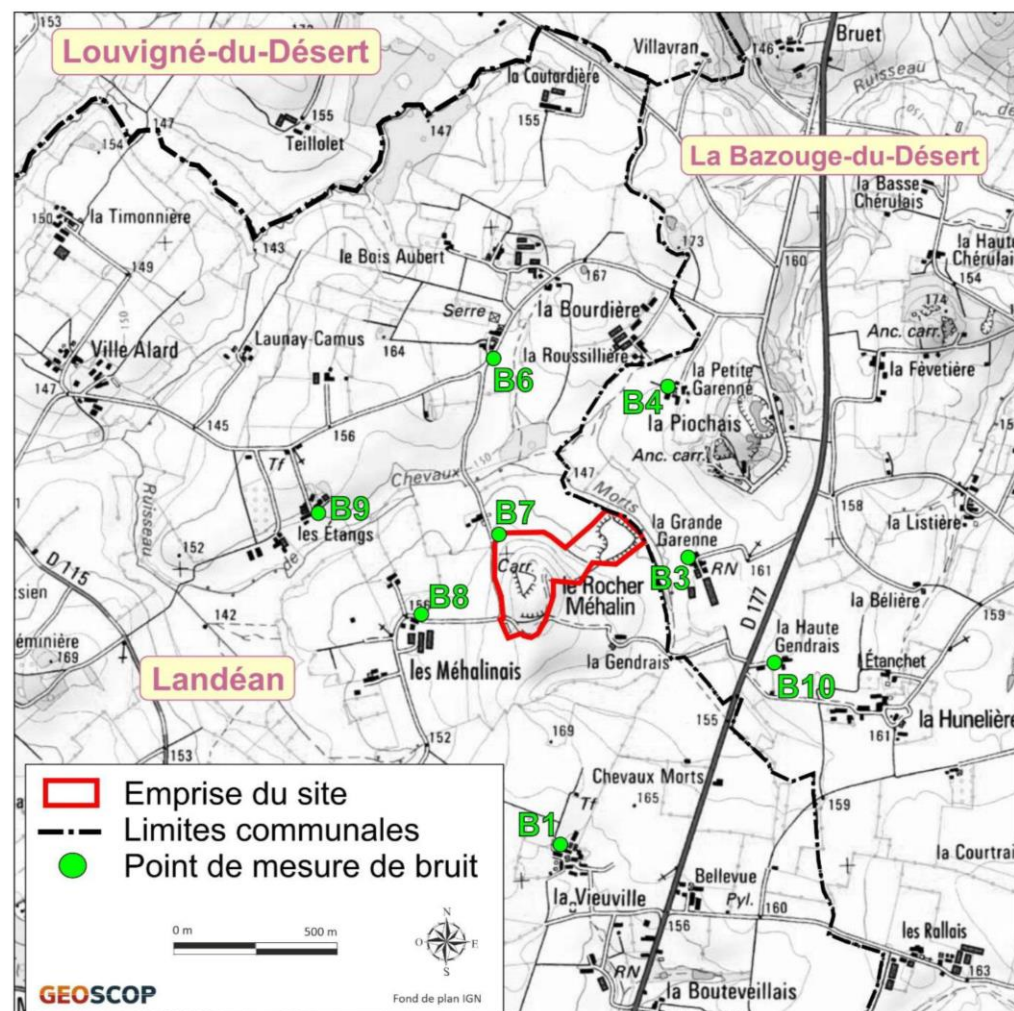 153
Louvigné-du-Désert
Villavran
146
Bruet
la Coutardière
155
Ruisseau
de
147
154
155
Teillolet
147
La Bazouge-du-Désert
la Basse
Chérulais
150
la Timonnière
143
149
le Bois Aubert
173
167
160
la Haute
Chérulais
154
174
Anc. carr.
Serre
la Bourdière
Launay-Camus
164
Ville Alard
147
B6
la Roussillière
la Petite
Garenne
B4
la Piochais
la Fèvetière
145
156
Anc. carr.
Tf
Chevaux
150
147
Morts
158
Ruisseau
B9
les Étangs
de
B7
la Grande
Garenne
la Listière
152
Carr.
B3
RN
161
D 115
le Rocher
Méhalin
156
B8
la Bélière
159
142
D 177
la Haute
Gendrais
169
Landéan
les Méhalinais
la Gendrais
l'Étanchet
B10
155
la Hunelière
161
152
153
169
Emprise du site
Limites communales
Point de mesure de bruit
Chevaux Morts
165
159
Tf
B1
la Courtrai
la Vieuville
Bellevue
Pyl.
160
156
0 m
500 m
N
O
E
S
les Rallais
163
RN
GEOSCOP
Fond de plan IGN
la Bouteveillais